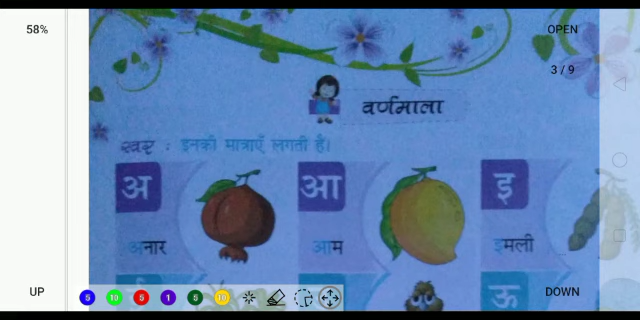 58%
OPEN
3 / 9
वर्णमाला
स्वर : इनकी मात्राएँ लगती हैं।
अ
आ
इ
अनार
आम
इमली
ऊ
UP
DOWN
5
10
5
1
5